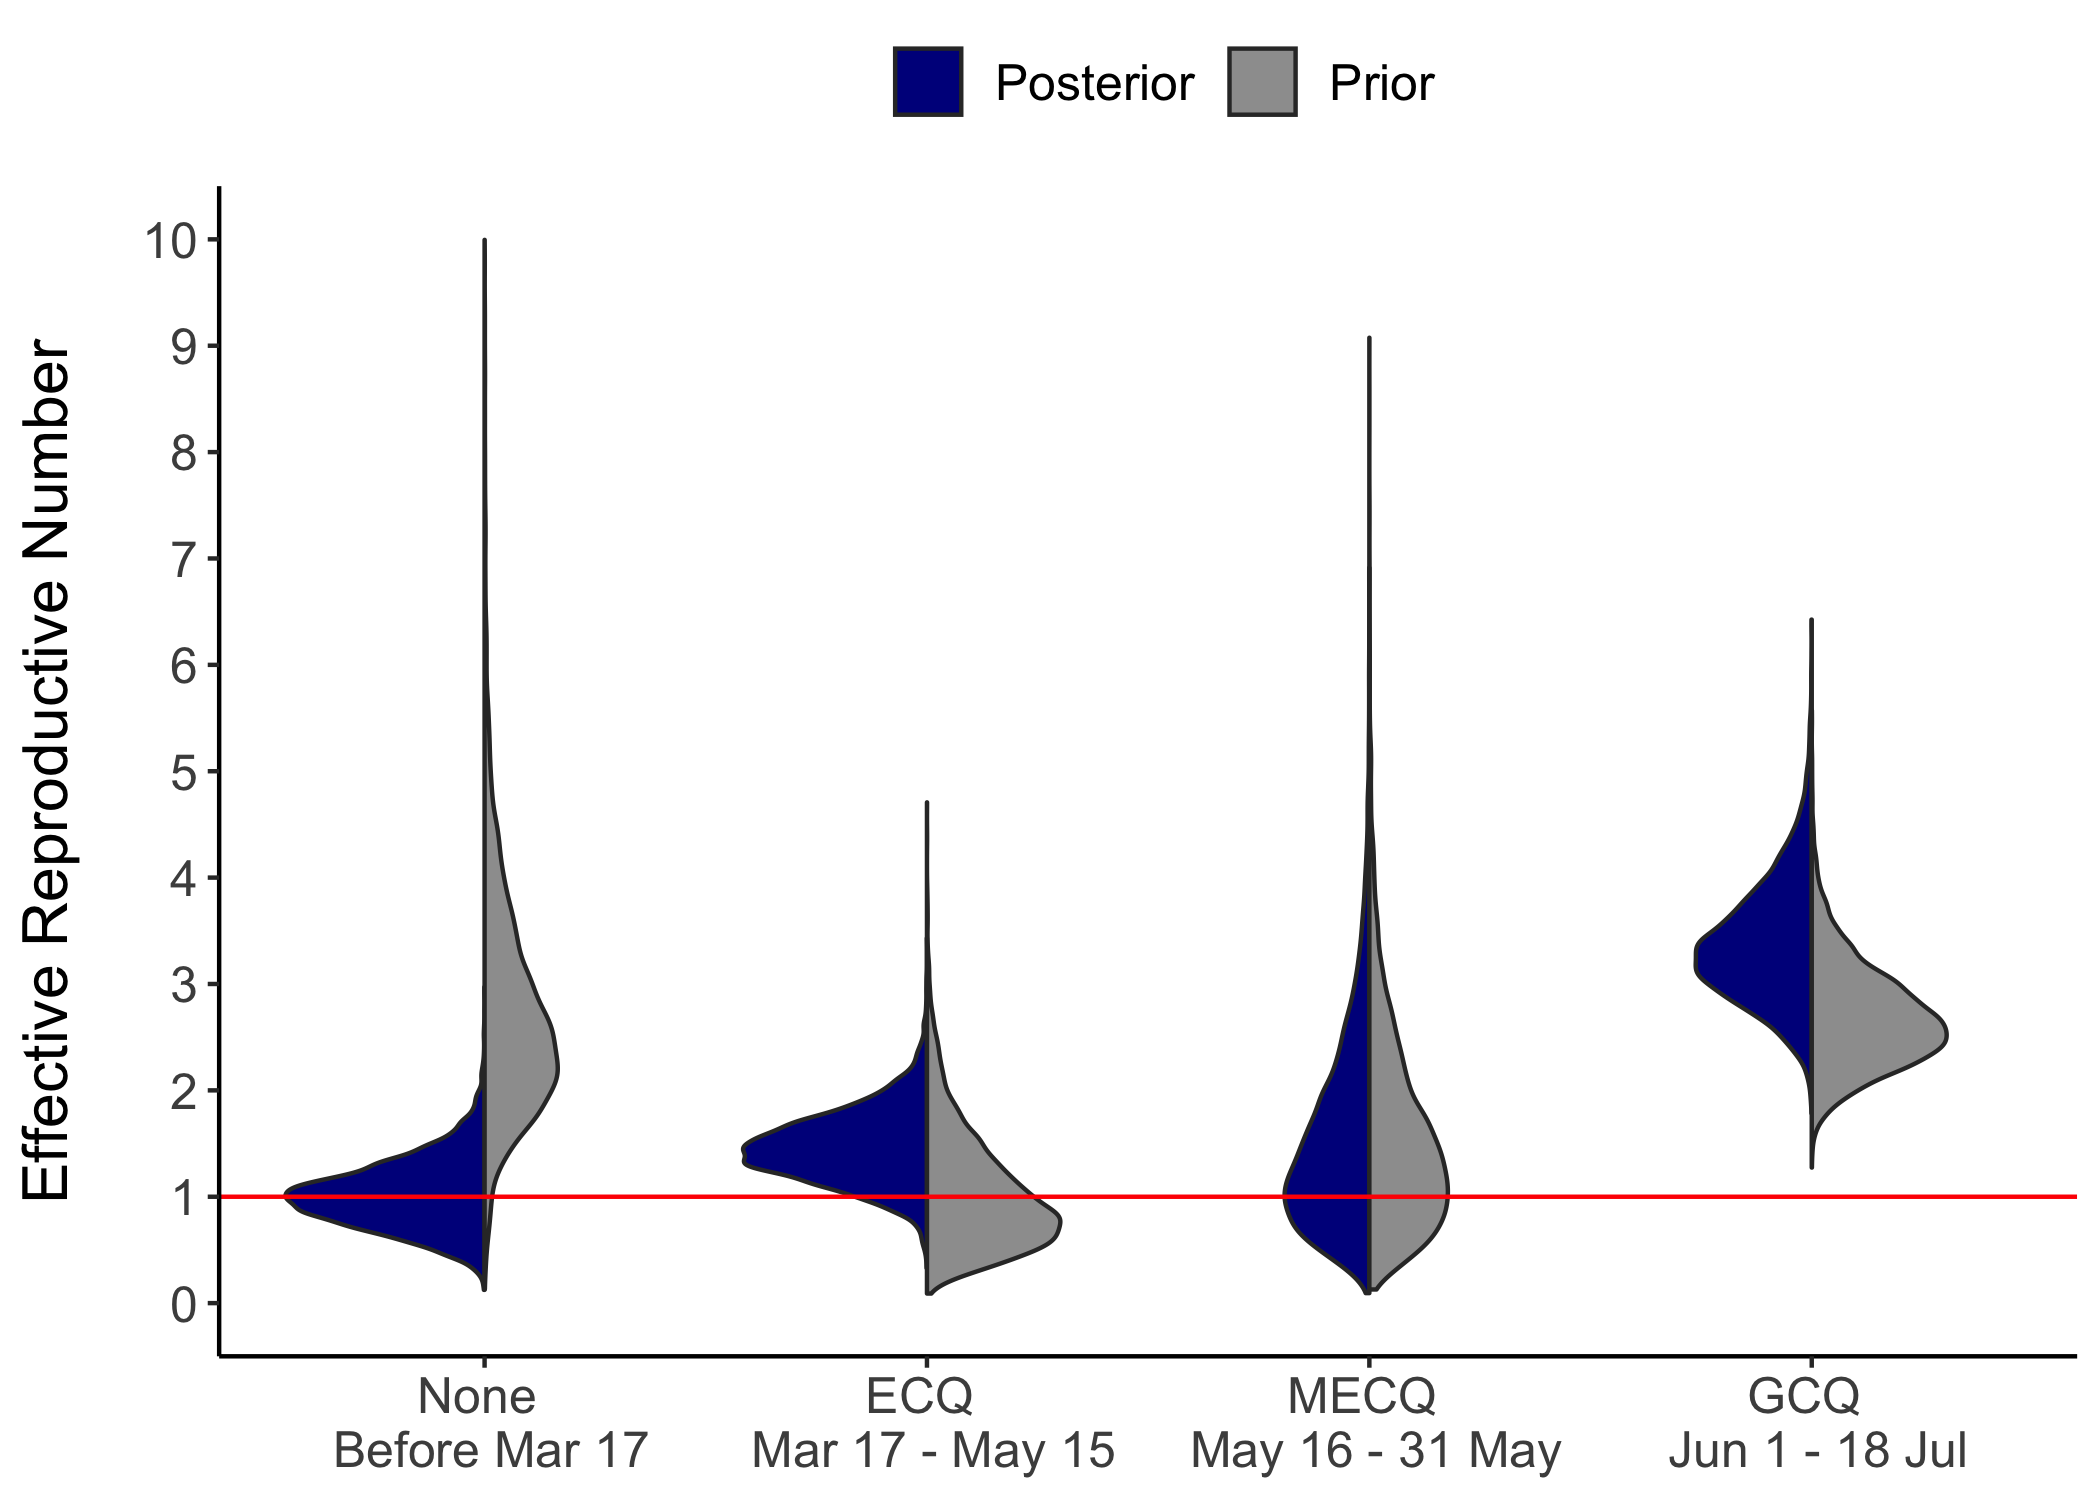 Posterior Prior
Effective Reproductive Number
10
9
8
7
6
5
4
3
2
1
0
None
Before Mar 17
ECQ
Mar 17 - May 15
MECQ
May 16 - 31 May
GCQ
Jun 1 - 18 Jul